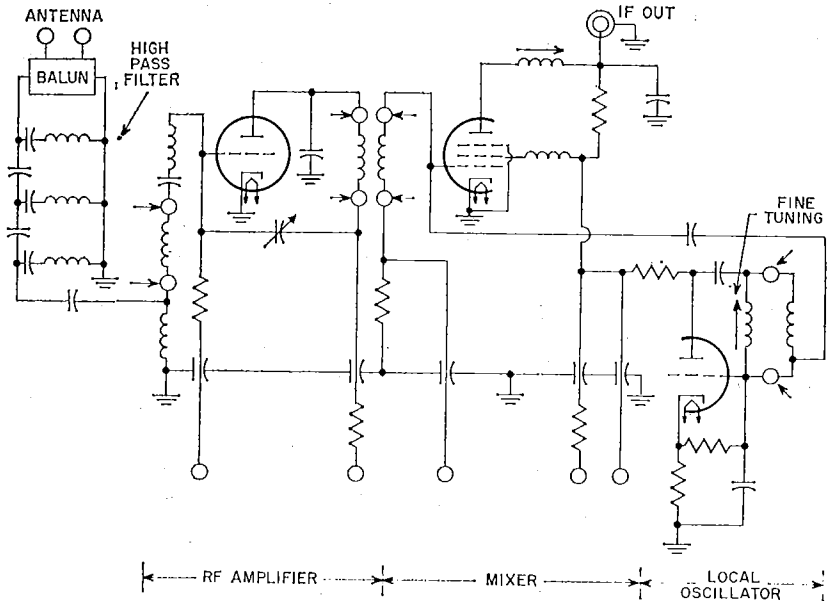 ANTENNA
BALUN
HIGH
PASS
FILTER
IF OUT
FINE
TUNING
RF AMPLIFIER
MIXER
LOCAL
OSCILLATOR